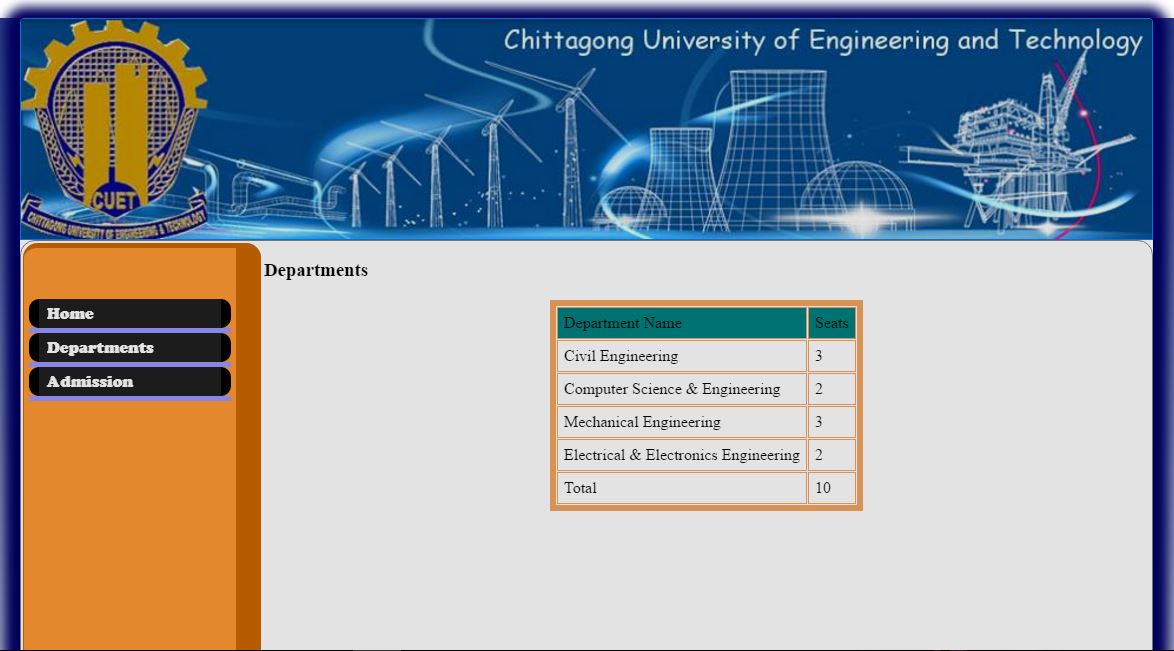 Chittagong University of Engineering and Technology
CUET
CHITTAGONG UNIVERSITY OF ENGINEERING & TECHNOLOGY
Departments
Home
Departments
Admission
Department Name Seats
Civil Engineering 3
Computer Science & Engineering 2
Mechanical Engineering 3
Electrical & Electronics Engineering 2
Total 10